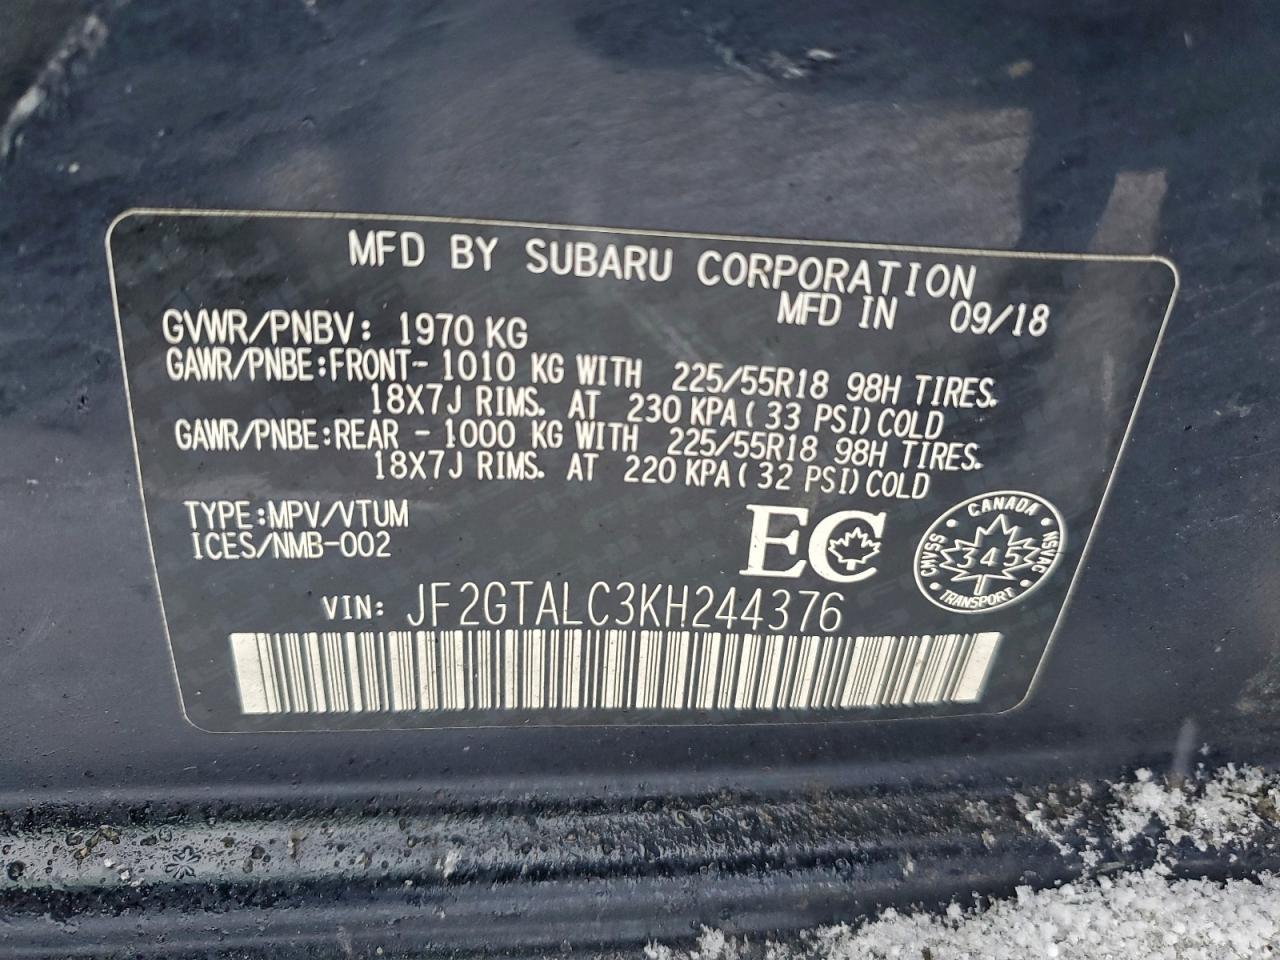 MFD BY SUBARU CORPORATION
MFD IN 09/18
GVWR/PNBV: 1970 KG
GAWR/PNBE:FRONT- 1010 KG WITH 225/55R18 98H TIRES.
18X7J RIMS. AT 230 KPA(33 PSI)COLD
GAWR/PNBE:REAR - 1000 KG WITH 225/55R18 98H TIRES.
18X7J RIMS. AT 220 KPA(32 PSI)COLD
TYPE:MPV/VTUM
ICES/NMB-002
EC
CANADA
CMVSS
345
NSVAC
TRANSPORT
VIN: JF2GTALC3KH244376